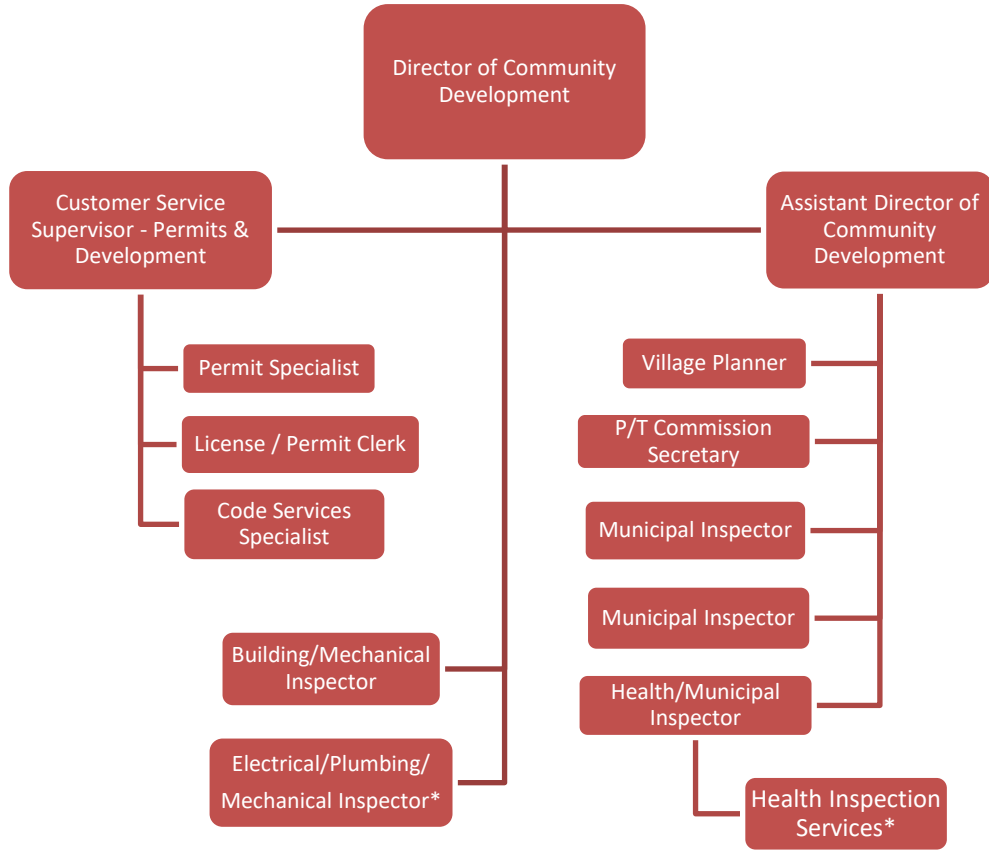 Director of Community
Development
Customer Service
Supervisor - Permits &
Development
Assistant Director of
Community
Development
Permit Specialist
License / Permit Clerk
Code Services
Specialist
Village Planner
P/T Commission
Secretary
Municipal Inspector
Municipal Inspector
Building/Mechanical
Inspector
Health/Municipal
Inspector
Electrical/Plumbing/
Mechanical Inspector*
Health Inspection
Services*